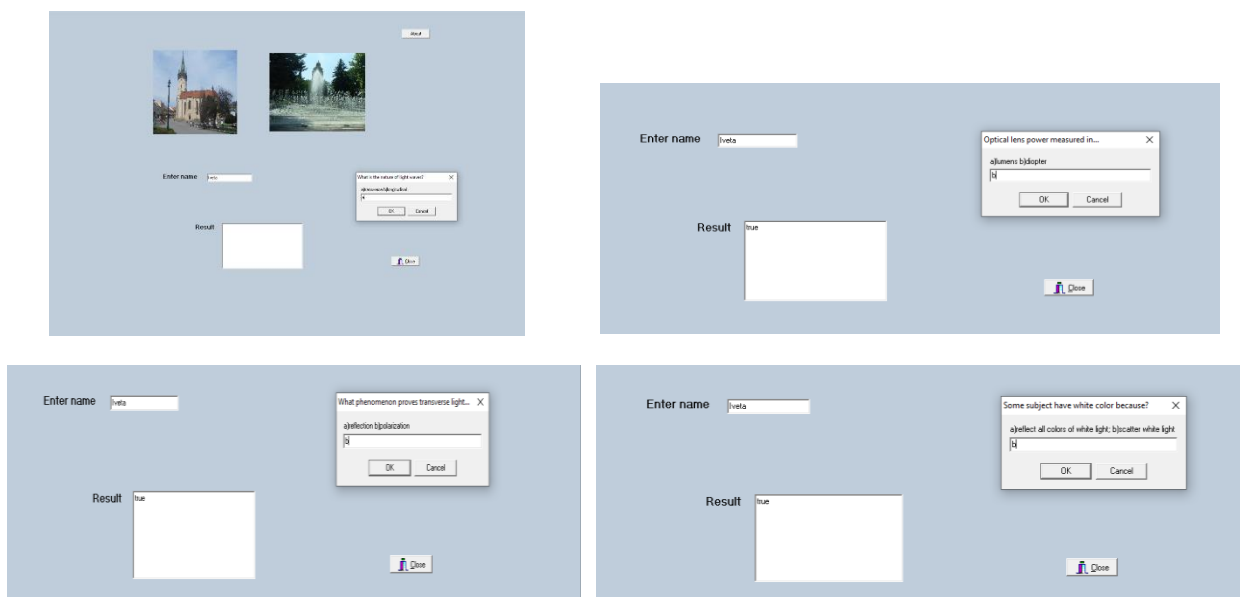 About
What is the nature of light waves?
Enter name Iveta
a)transverse b)longitudinal
a
OK Cancel
Result
Close
Optical lens power measured in...
Enter name Iveta
a)lumens b)diopter
b
OK Cancel
Result true
Close
What phenomenon proves transverse light...
Enter name Iveta
a)reflection b)polarization
b
OK Cancel
Result true
Close
Some subject have white color because?
Enter name Iveta
a)reflect all colors of white light; b)scatter white light
b
OK Cancel
Result true
Close